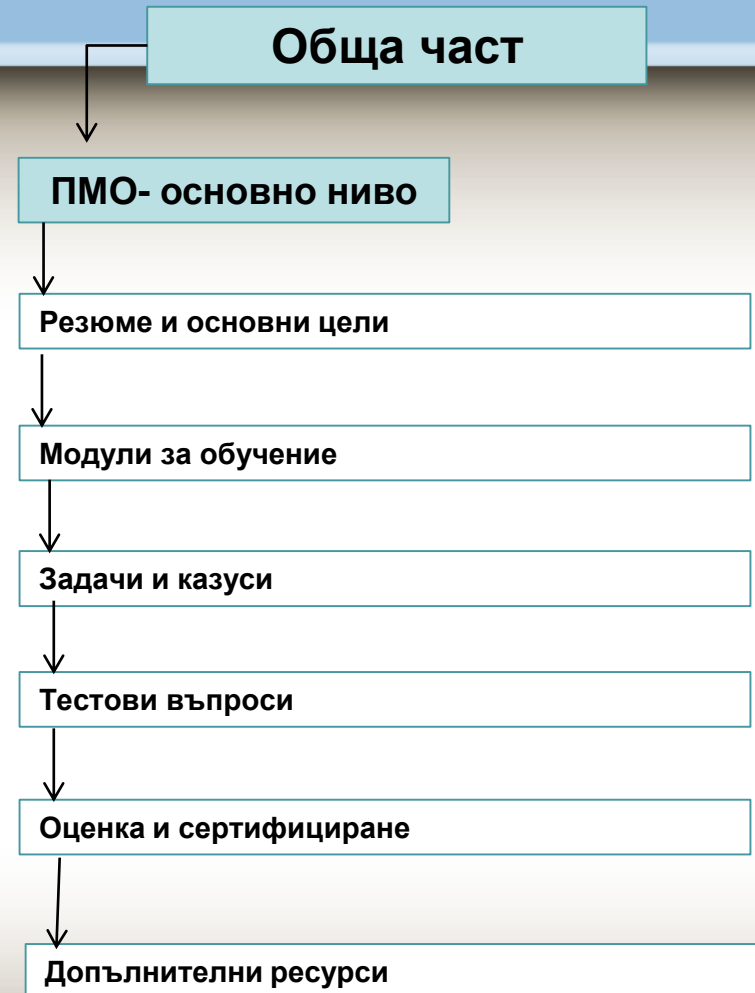 Обща част
ПМО- основно ниво
Резюме и основни цели
Модули за обучение
Задачи и казуси
Тестови въпроси
Оценка и сертифициране
Допълнителни ресурси